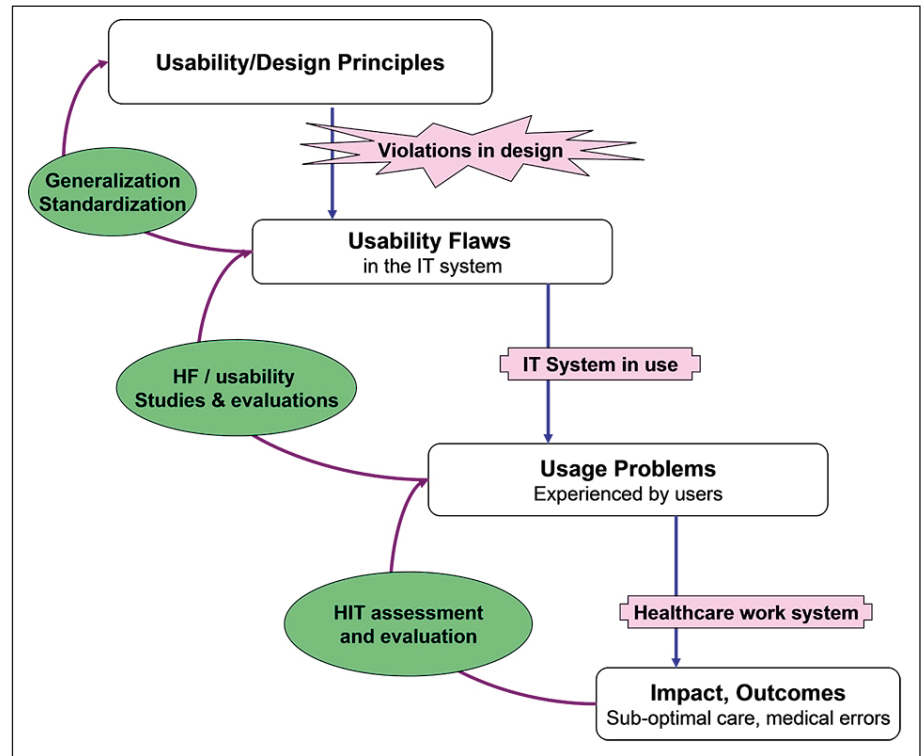 Usability/Design Principles
Violations in design
Generalization
Standardization
Usability Flaws
in the IT system
IT System in use
HF / usability
Studies & evaluations
Usage Problems
Experienced by users
HIT assessment
and evaluation
Healthcare work system
Impact, Outcomes
Sub-optimal care, medical errors